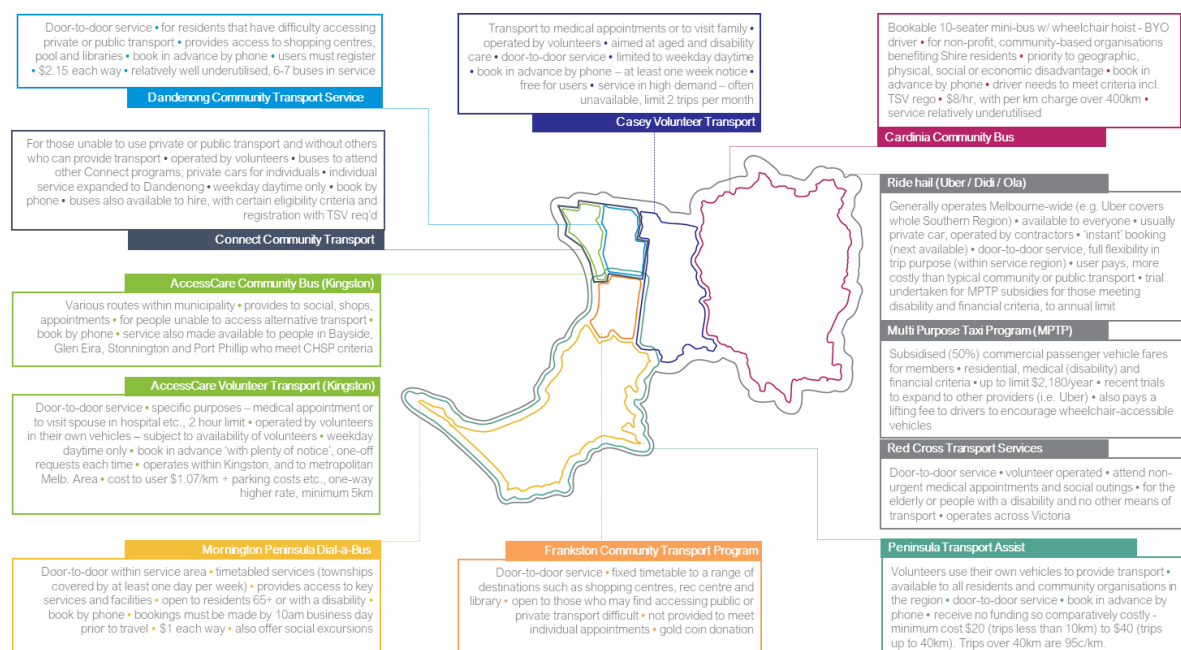 Door-to-door service • for residents that have difficulty accessing
private or public transport • provides access to shopping centres,
pool and libraries • book in advance by phone • users must register
• $2.15 each way • relatively well underutilised, 6-7 buses in service
Dandenong Community Transport Service
Transport to medical appointments or to visit family •
operated by volunteers • aimed at aged and disability
care • door-to-door service • limited to weekday daytime
• book in advance by phone – at least one week notice •
free for users • service in high demand – often
unavailable, limit 2 trips per month
Casey Volunteer Transport
Bookable 10-seater mini-bus w/ wheelchair hoist - BYO
driver • for non-profit, community-based organisations
benefiting Shire residents • priority to geographic,
physical, social or economic disadvantage • book in
advance by phone • driver needs to meet criteria incl.
TSV rego • $8/hr, with per km charge over 400km •
service relatively underutilised
Cardinia Community Bus
For those unable to use private or public transport and without others
who can provide transport • operated by volunteers • buses to attend
other Connect programs, private cars for individuals • individual
service expanded to Dandenong • weekday daytime only • book by
phone • buses also available to hire, with certain eligibility criteria and
registration with TSV req'd
Connect Community Transport
Ride hail (Uber / Didi / Ola)
Generally operates Melbourne-wide (e.g. Uber covers
whole Southern Region) • available to everyone • usually
private car, operated by contractors • 'instant' booking
(next available) • door-to-door service, full flexibility in
trip purpose (within service region) • user pays, more
costly than typical community or public transport • trial
undertaken for MPTP subsidies for those meeting
disability and financial criteria, to annual limit
AccessCare Community Bus (Kingston)
Various routes within municipality • provides to social, shops,
appointments • for people unable to access alternative transport •
book by phone • service also made available to people in Bayside,
Glen Eira, Stonnington and Port Phillip who meet CHSP criteria
Multi Purpose Taxi Program (MPTP)
Subsidised (50%) commercial passenger vehicle fares
for members • residential, medical (disability) and
financial criteria • up to limit $2,180/year • recent trials
to expand to other providers (i.e. Uber) • also pays a
lifting fee to drivers to encourage wheelchair-accessible
vehicles
AccessCare Volunteer Transport (Kingston)
Door-to-door service • specific purposes – medical appointment or
to visit spouse in hospital etc., 2 hour limit • operated by volunteers
in their own vehicles – subject to availability of volunteers • weekday
daytime only • book in advance 'with plenty of notice', one-off
requests each time • operates within Kingston, and to metropolitan
Melb. Area • cost to user $1.07/km + parking costs etc., one-way
higher rate, minimum 5km
Red Cross Transport Services
Door-to-door service • volunteer operated • attend non-
urgent medical appointments and social outings • for the
elderly or people with a disability and no other means of
transport • operates across Victoria
Mornington Peninsula Dial-a-Bus
Door-to-door within service area • timetabled services (townships
covered by at least one day per week) • provides access to key
services and facilities • open to residents 65+ or with a disability •
book by phone • bookings must be made by 10am business day
prior to travel • $1 each way • also offer social excursions
Frankston Community Transport Program
Door-to-door service • fixed timetable to a range of
destinations such as shopping centres, rec centre and
library • open to those who may find accessing public or
private transport difficult • not provided to meet
individual appointments • gold coin donation
Peninsula Transport Assist
Volunteers use their own vehicles to provide transport •
available to all residents and community organisations in
the region • door-to-door service • book in advance by
phone • receive no funding so comparatively costly -
minimum cost $20 (trips less than 10km) to $40 (trips
up to 40km). Trips over 40km are 95c/km.